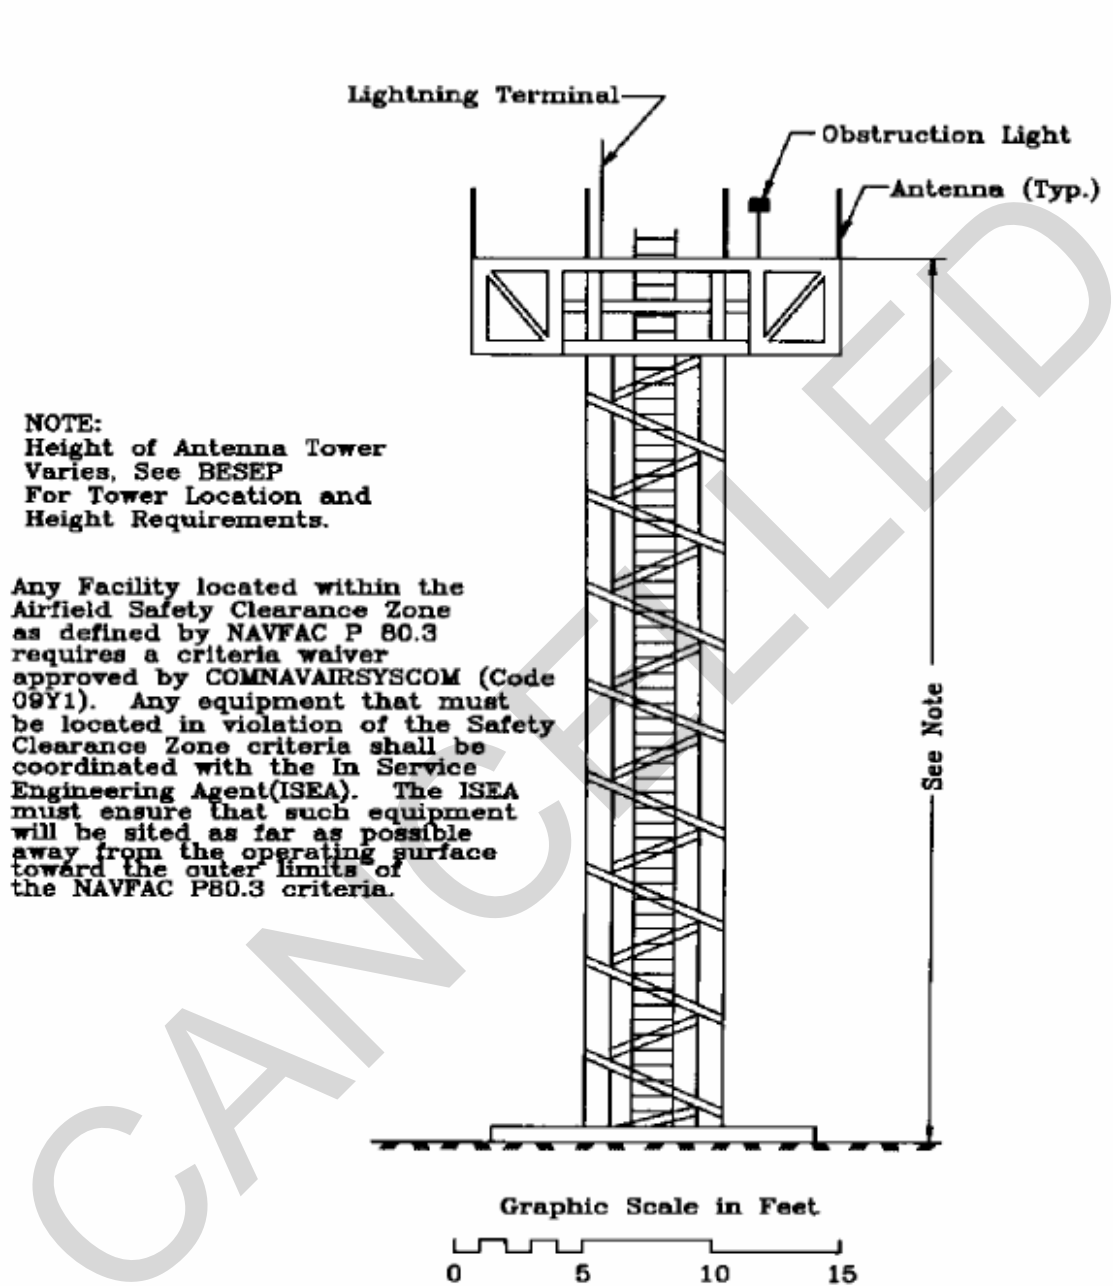 Lightning Terminal
Obstruction Light
Antenna (Typ.)
NOTE:
Height of Antenna Tower
Varies, See BESEP
For Tower Location and
Height Requirements.
Any Facility located within the
Airfield Safety Clearance Zone
as defined by NAVFAC P 80.3
requires a criteria waiver
approved by COMNAVAIRSYSCOM (Code
09Y1). Any equipment that must
be located in violation of the Safety
Clearance Zone criteria shall be
coordinated with the In Service
Engineering Agent(ISEA). The ISEA
must ensure that such equipment
will be sited as far as possible
away from the operating surface
toward the outer limits of
the NAVFAC P80.3 criteria.
See Note
CANCELLED
Graphic Scale in Feet
0 5 10 15